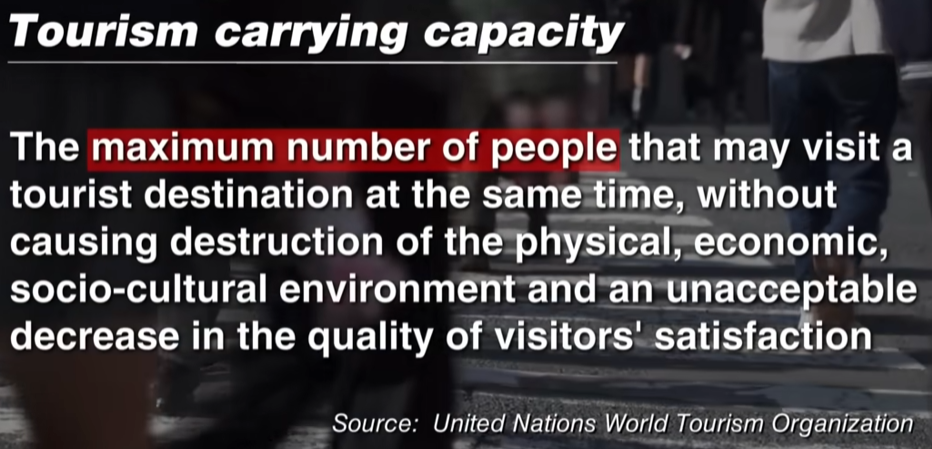 Tourism carrying capacity
The maximum number of people that may visit a
tourist destination at the same time, without
causing destruction of the physical, economic,
socio-cultural environment and an unacceptable
decrease in the quality of visitors' satisfaction
Source: United Nations World Tourism Organization